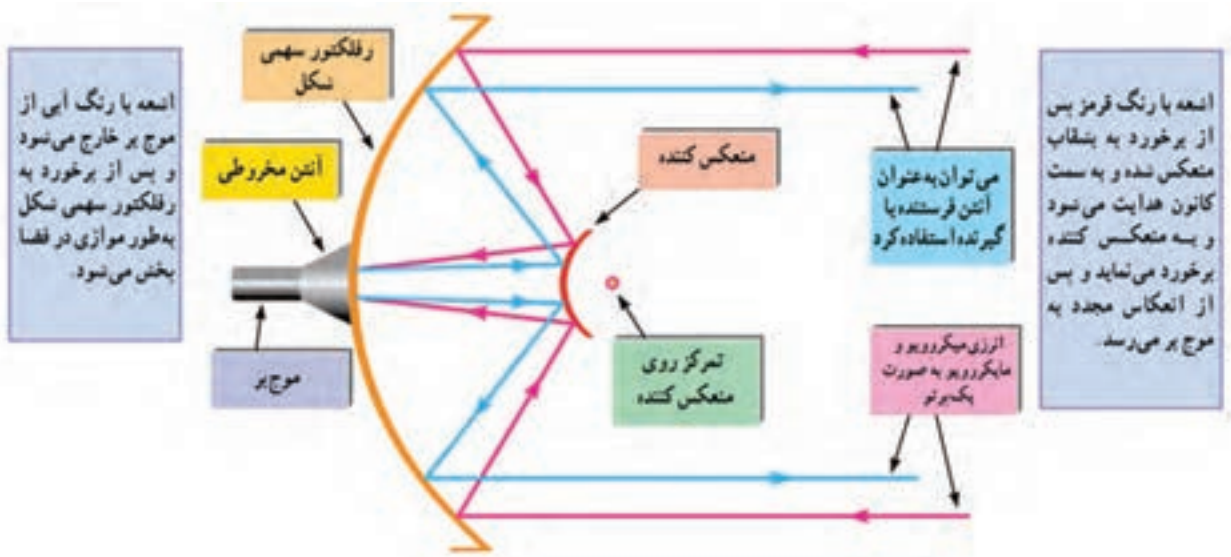 اشعه با رنگ قرمز پس
از برخورد به بشقاب
منعکس شده و به سمت
کانون هدایت می‌شود
و به منعکس کننده
برخورد می‌نماید و پس
از انعکاس مجدد به
موج بر می‌رسد.
می‌توان به‌عنوان
آنتن فرستنده یا
گیرنده استفاده کرد
انرژی میکروویو و
مایکروویو به صورت
یک پرتو
منعکس کننده
تمرکز روی
منعکس کننده
رفلکتور سهمی
شکل
آنتن مخروطی
موج‌بر
اشعه با رنگ آبی از
موج بر خارج می‌شود
و پس از برخورد به
رفلکتور سهمی شکل
به‌طور موازی در فضا
پخش می‌شود.